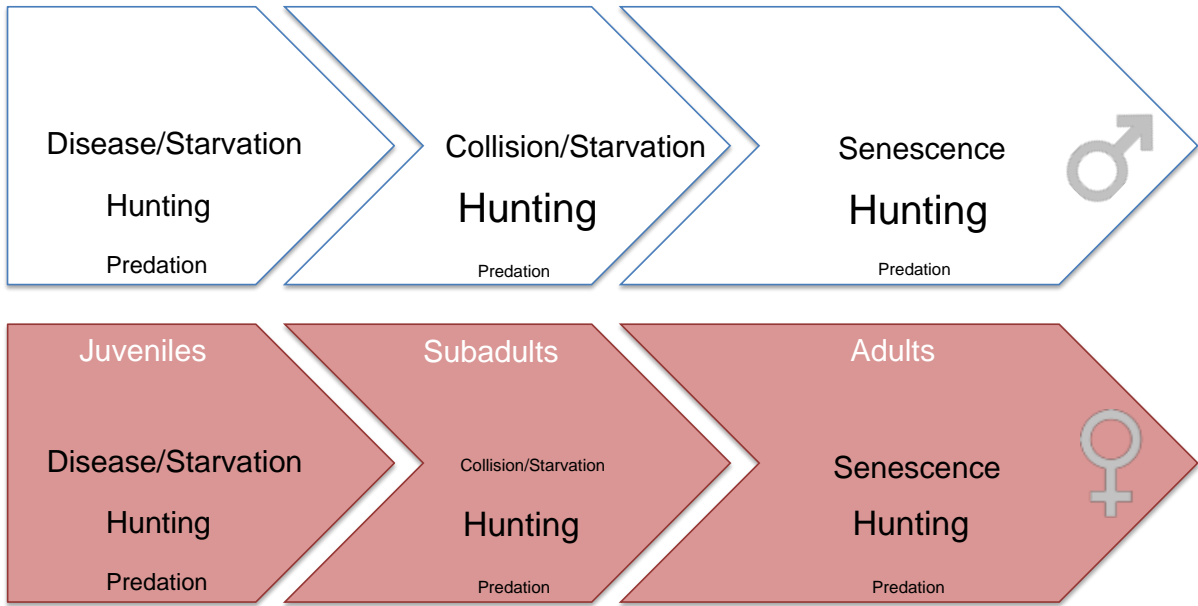 Disease/Starvation
Hunting
Predation
Collision/Starvation
Hunting
Predation
Senescence
Hunting
Predation
Juveniles
Disease/Starvation
Hunting
Predation
Subadults
Collision/Starvation
Hunting
Predation
Adults
Senescence
Hunting
Predation